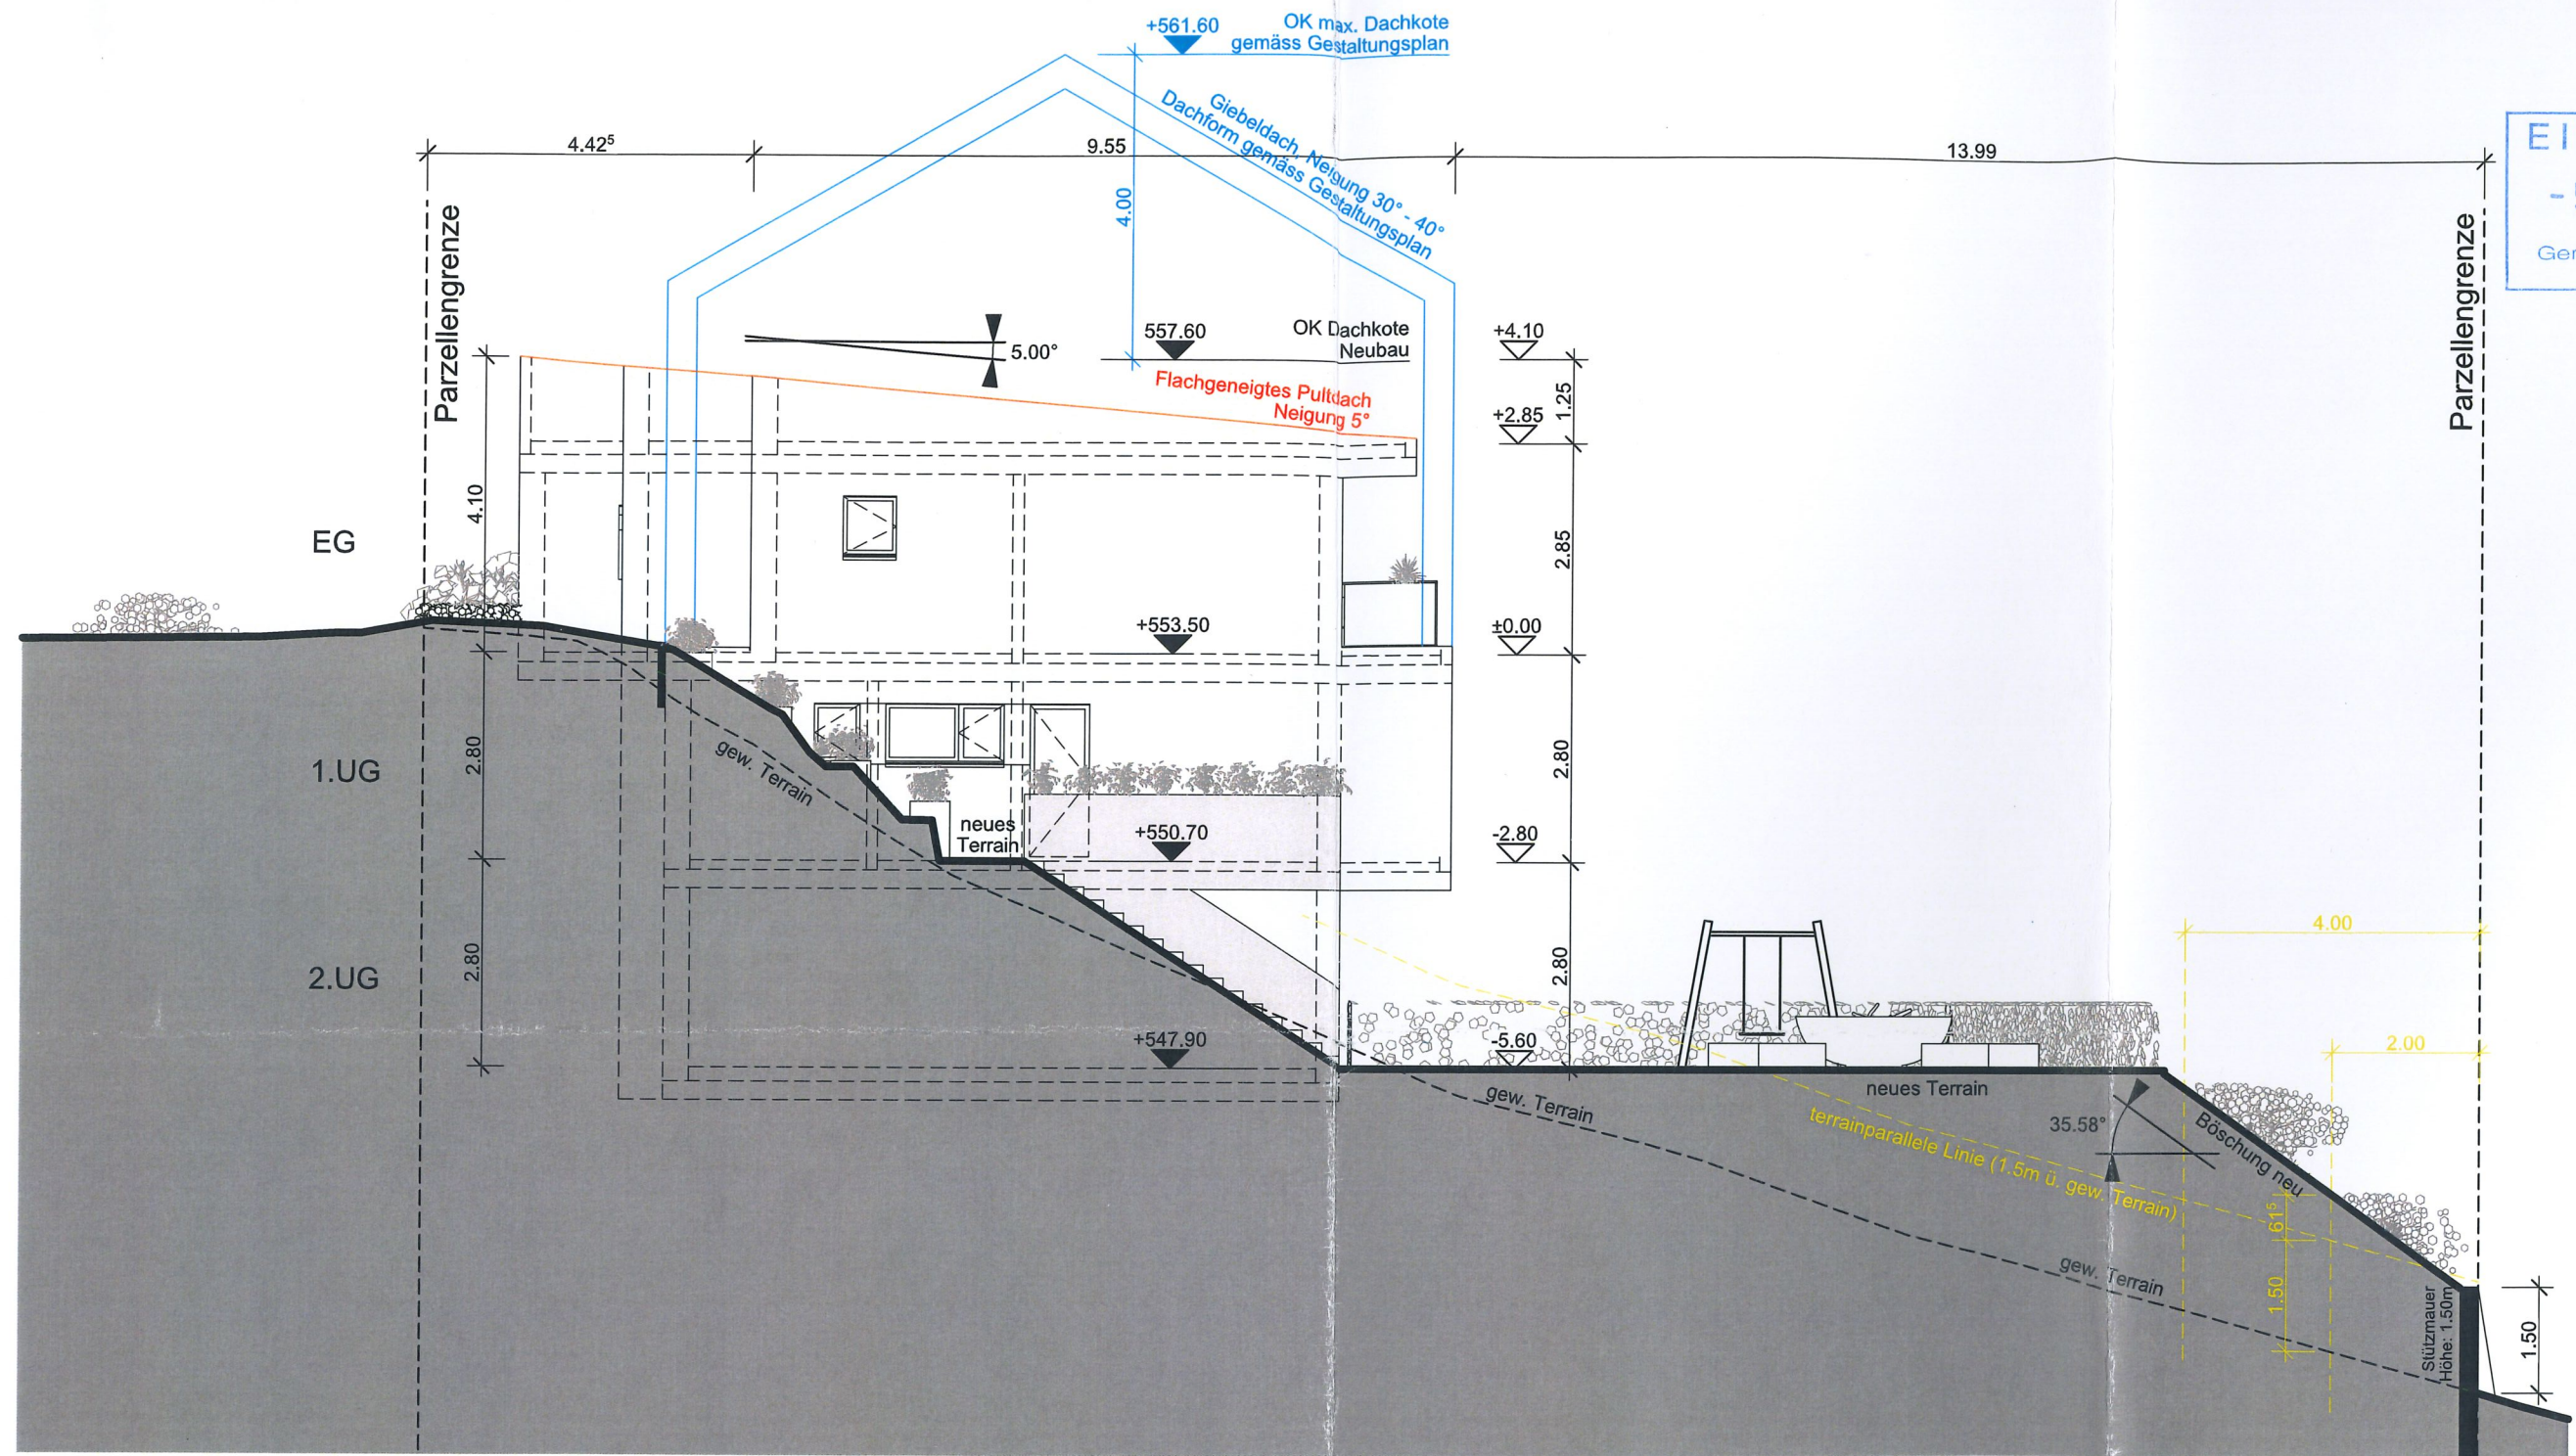 +561.60
OK max. Dachkote
gemäss Gestaltungsplan
Giebeldach, Neigung 30° - 40°
Dachform gemäss Gestaltungsplan
4.42⁵
9.55
13.99
4.00
Parzellengrenze
Parzellengrenze
5.00°
557.60
OK Dachkote
Neubau
+4.10
1.25
+2.85
Flachgeneigtes Pultdach
Neigung 5°
4.10
EG
2.85
+553.50
±0.00
gew. Terrain
1.UG
2.80
2.80
neues
Terrain
+550.70
-2.80
2.UG
2.80
2.80
+547.90
-5.60
4.00
2.00
gew. Terrain
neues Terrain
terrainparallele Linie (1.5m ü. gew. Terrain)
35.58°
Böschung neu
61⁵
1.50
gew. Terrain
Stützmauer
Höhe: 1.50m
1.50